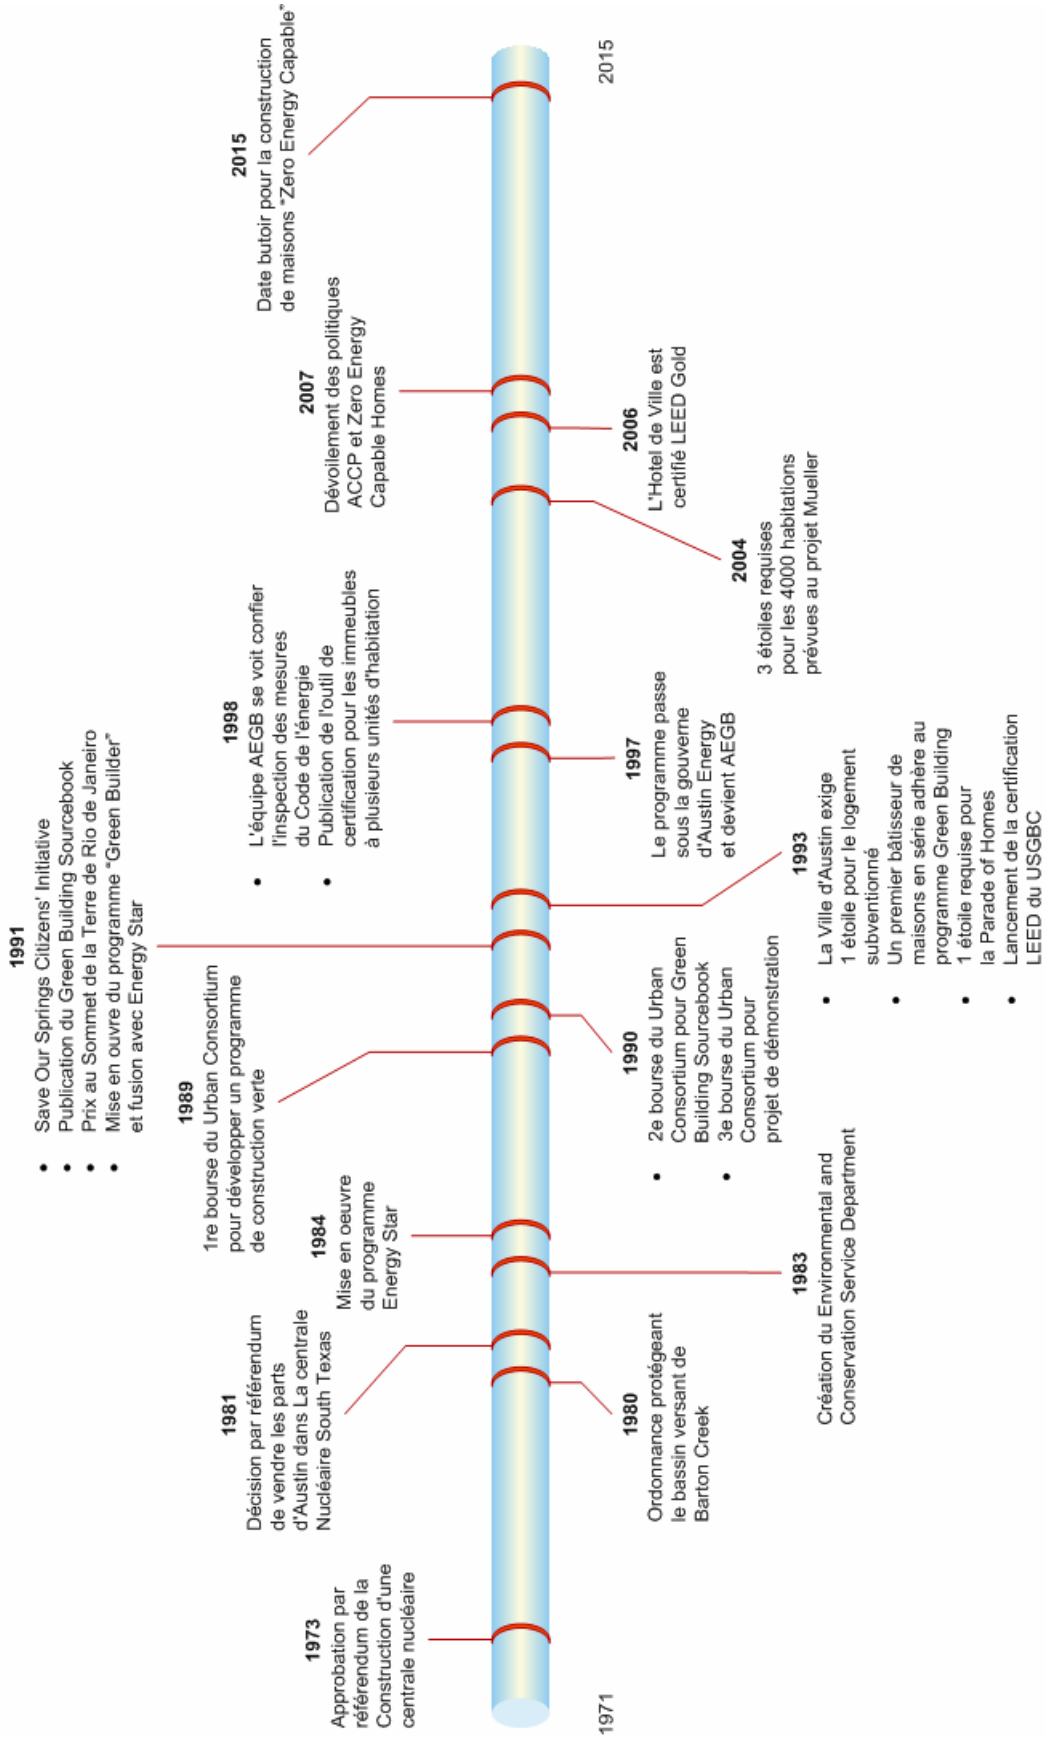 1991
• Save Our Springs Citizens' Initiative
• Publication du Green Building Sourcebook
• Prix au Sommet de la Terre de Rio de Janeiro
• Mise en ouvre du programme "Green Builder"
et fusion avec Energy Star
1989
1re bourse du Urban Consortium
pour développer un programme
de construction verte
1998
• L'équipe AEGB se voit confier
l'inspection des mesures
du Code de l'énergie
• Publication de l'outil de
certification pour les immeubles
à plusieurs unités d'habitation
2015
Date butoir pour la construction
de maisons "Zero Energy Capable"
1981
Décision par référendum
de vendre les parts
d'Austin dans La centrale
Nucléaire South Texas
1984
Mise en oeuvre
du programme
Energy Star
2007
Dévoilement des politiques
ACCP et Zero Energy
Capable Homes
1973
Approbation par
référendum de la
Construction d'une
centrale nucléaire
1971
2015
1980
Ordonnance protégeant
le bassin versant de
Barton Creek
1990
• 2e bourse du Urban
Consortium pour Green
Building Sourcebook
• 3e bourse du Urban
Consortium pour
projet de démonstration
1997
Le programme passe
sous la gouverne
d'Austin Energy
et devient AEGB
2006
L'Hotel de Ville est
certifié LEED Gold
2004
3 étoiles requises
pour les 4000 habitations
prévues au projet Mueller
1983
Création du Environmental and
Conservation Service Department
1993
• La Ville d'Austin exige
1 étoile pour le logement
subventionné
• Un premier bâtisseur de
maisons en série adhère au
programme Green Building
• 1 étoile requise pour
la Parade of Homes
• Lancement de la certification
LEED du USGBC